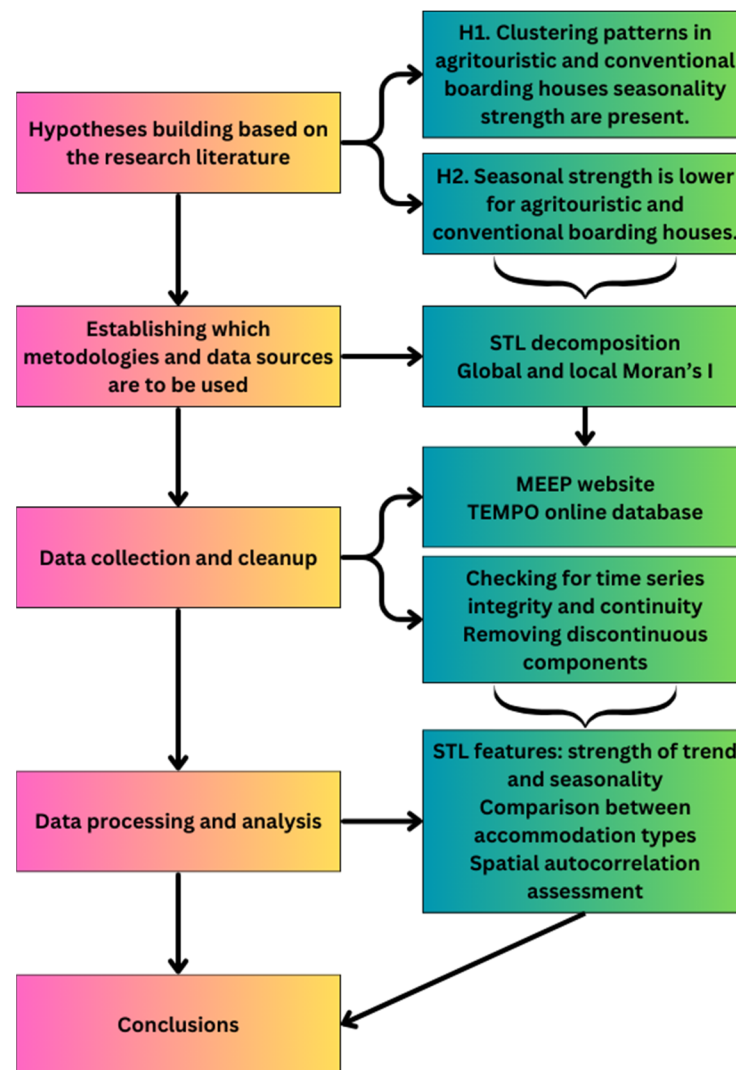 H1. Clustering patterns in
agritouristic and conventional
boarding houses seasonality
strength are present.
Hypotheses building based on
the research literature
H2. Seasonal strength is lower
for agritouristic and
conventional boarding houses.
Establishing which
metodologies and data sources
are to be used
STL decomposition
Global and local Moran's I
MEEP website
TEMPO online database
Data collection and cleanup
Checking for time series
integrity and continuity
Removing discontinuous
components
STL features: strength of trend
and seasonality
Comparison between
accommodation types
Spatial autocorrelation
assessment
Data processing and analysis
Conclusions